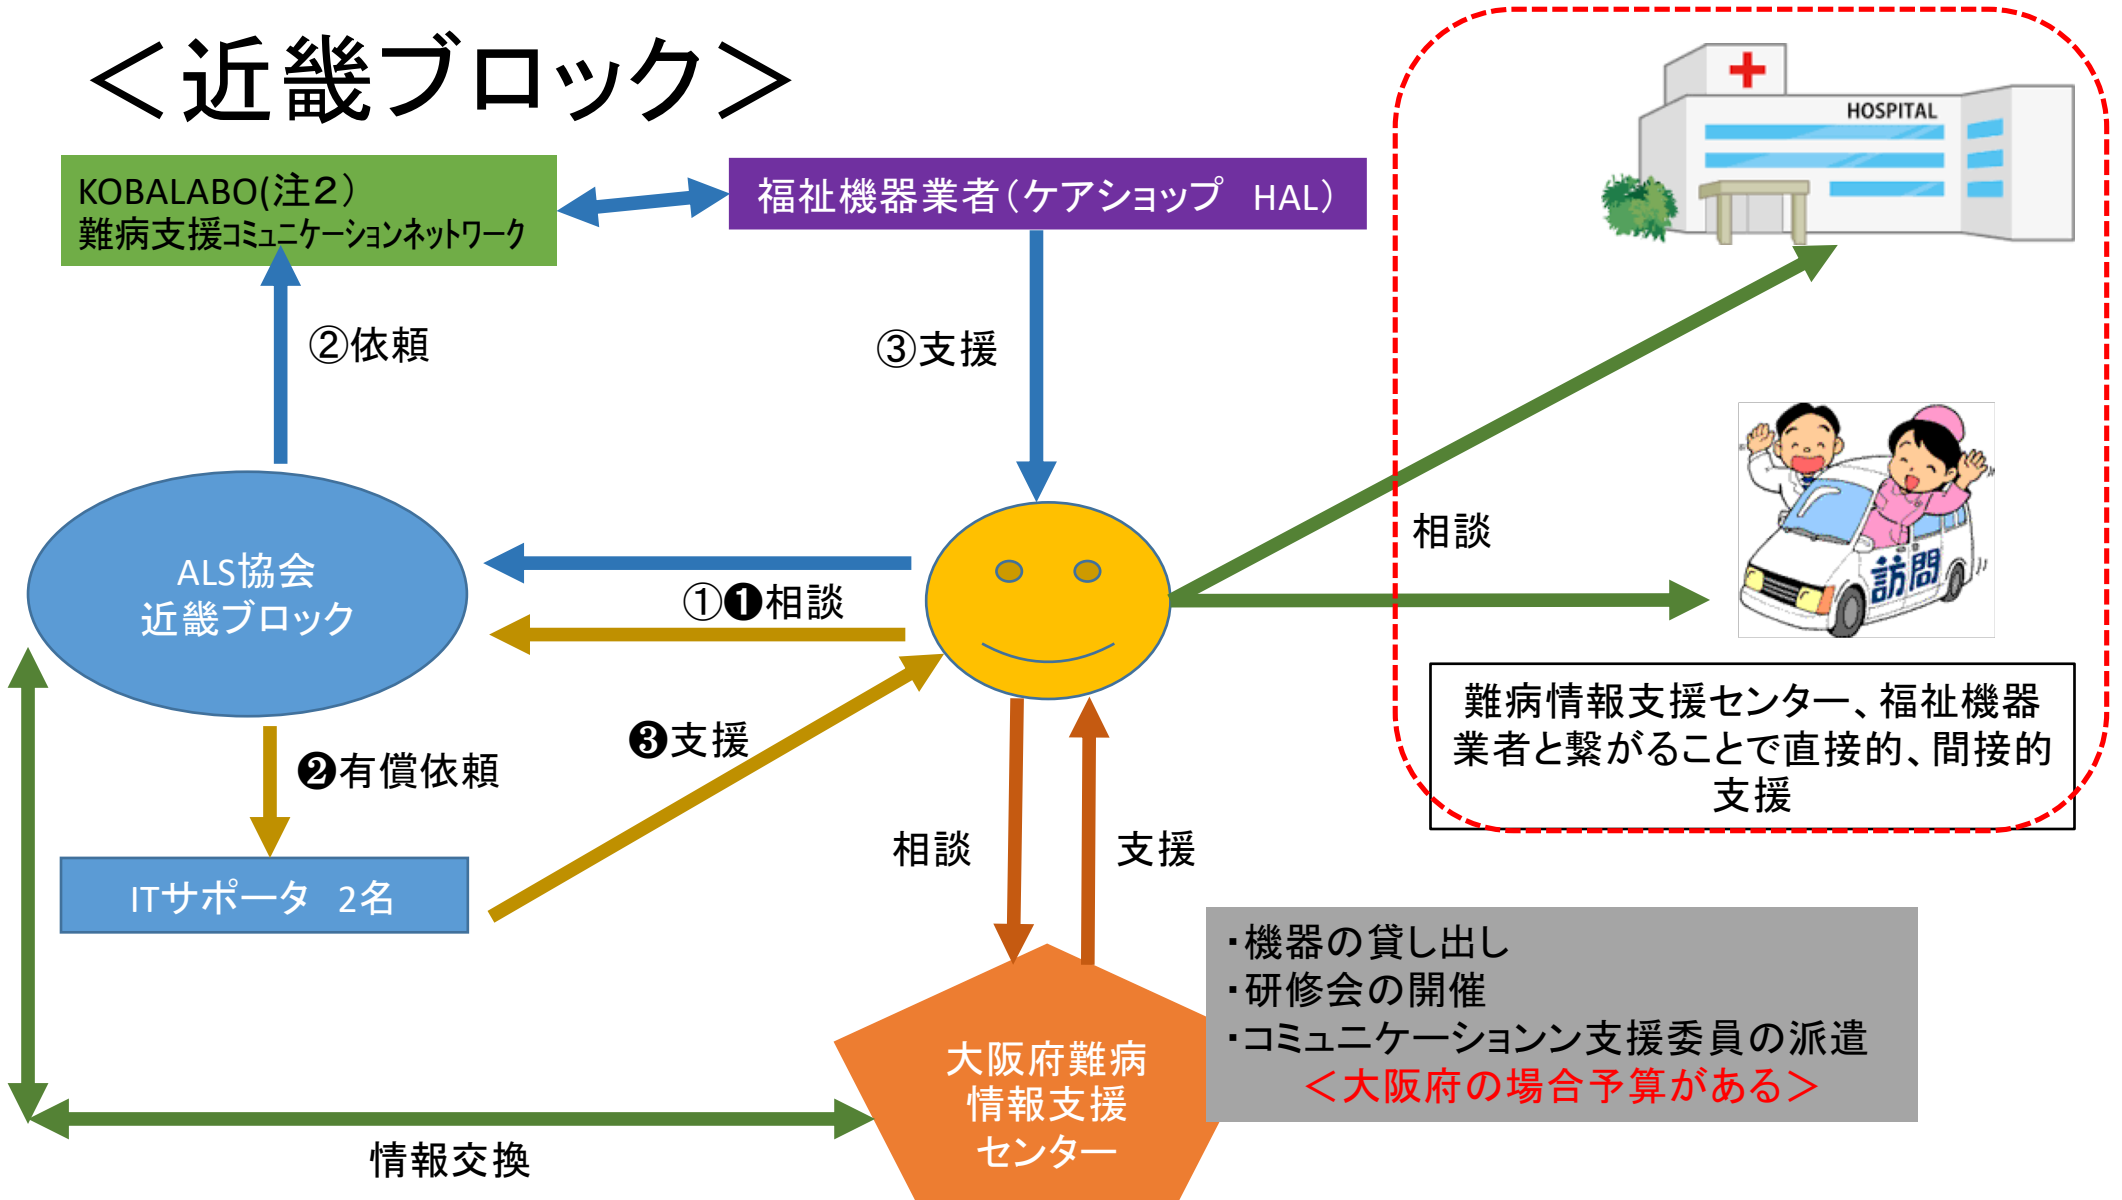 ＜近畿ブロック＞
HOSPITAL
KOBALABO(注２)
難病支援コミュニケーションネットワーク
福祉機器業者（ケアショップ　HAL）
②依頼
③支援
相談
訪問
ALS協会
近畿ブロック
①❶相談
難病情報支援センター、福祉機器
業者と繋がることで直接的、間接的
支援
❷有償依頼
❸支援
相談
支援
ITサポータ　2名
・機器の貸し出し
・研修会の開催
・コミュニケーションン支援委員の派遣
＜大阪府の場合予算がある＞
大阪府難病
情報支援
センター
情報交換